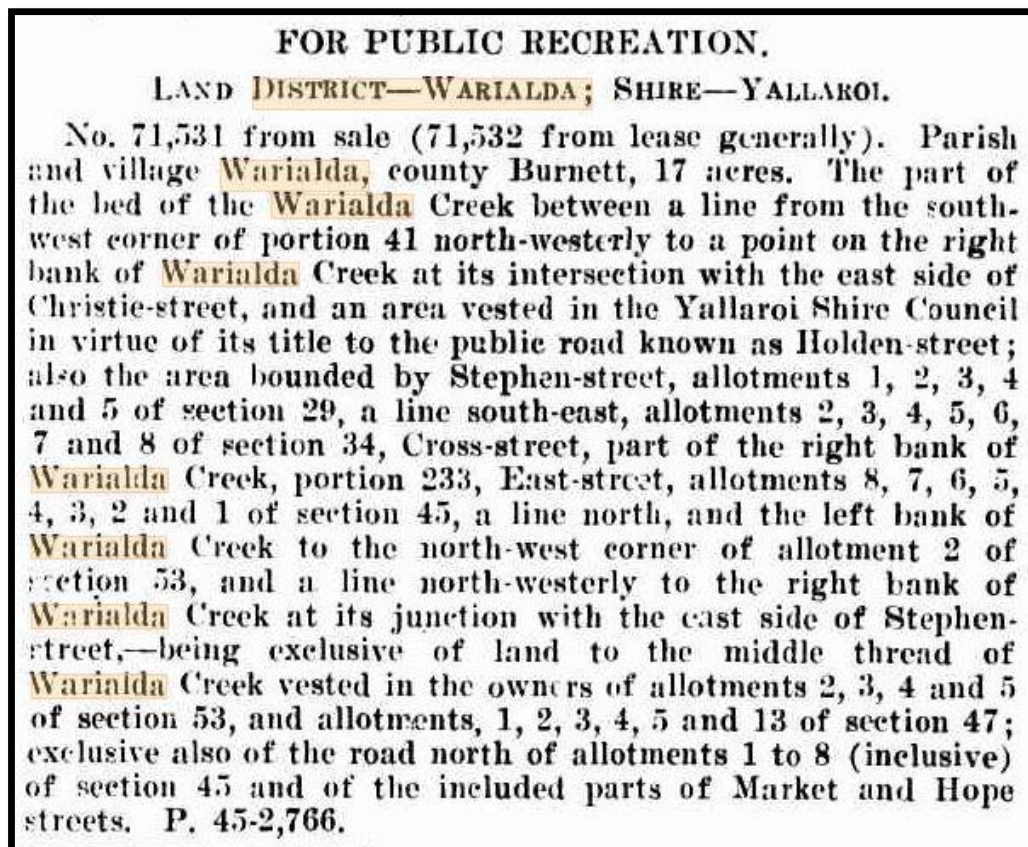 FOR PUBLIC RECREATION.
LAND DISTRICT—WARIALDA; SHIRE—YALLAROI.
No. 71,531 from sale (71,532 from lease generally). Parish
and village Warialda, county Burnett, 17 acres. The part of
the bed of the Warialda Creek between a line from the south-
west corner of portion 41 north-westerly to a point on the right
bank of Warialda Creek at its intersection with the east side of
Christie-street, and an area vested in the Yallaroi Shire Council
in virtue of its title to the public road known as Holden-street;
also the area bounded by Stephen-street, allotments 1, 2, 3, 4
and 5 of section 29, a line south-east, allotments 2, 3, 4, 5, 6,
7 and 8 of section 34, Cross-street, part of the right bank of
Warialda Creek, portion 233, East-street, allotments 8, 7, 6, 5,
4, 3, 2 and 1 of section 45, a line north, and the left bank of
Warialda Creek to the north-west corner of allotment 2 of
section 53, and a line north-westerly to the right bank of
Warialda Creek at its junction with the east side of Stephen-
street,—being exclusive of land to the middle thread of
Warialda Creek vested in the owners of allotments 2, 3, 4 and 5
of section 53, and allotments, 1, 2, 3, 4, 5 and 13 of section 47;
exclusive also of the road north of allotments 1 to 8 (inclusive)
of section 45 and of the included parts of Market and Hope
streets. P. 45-2,766.